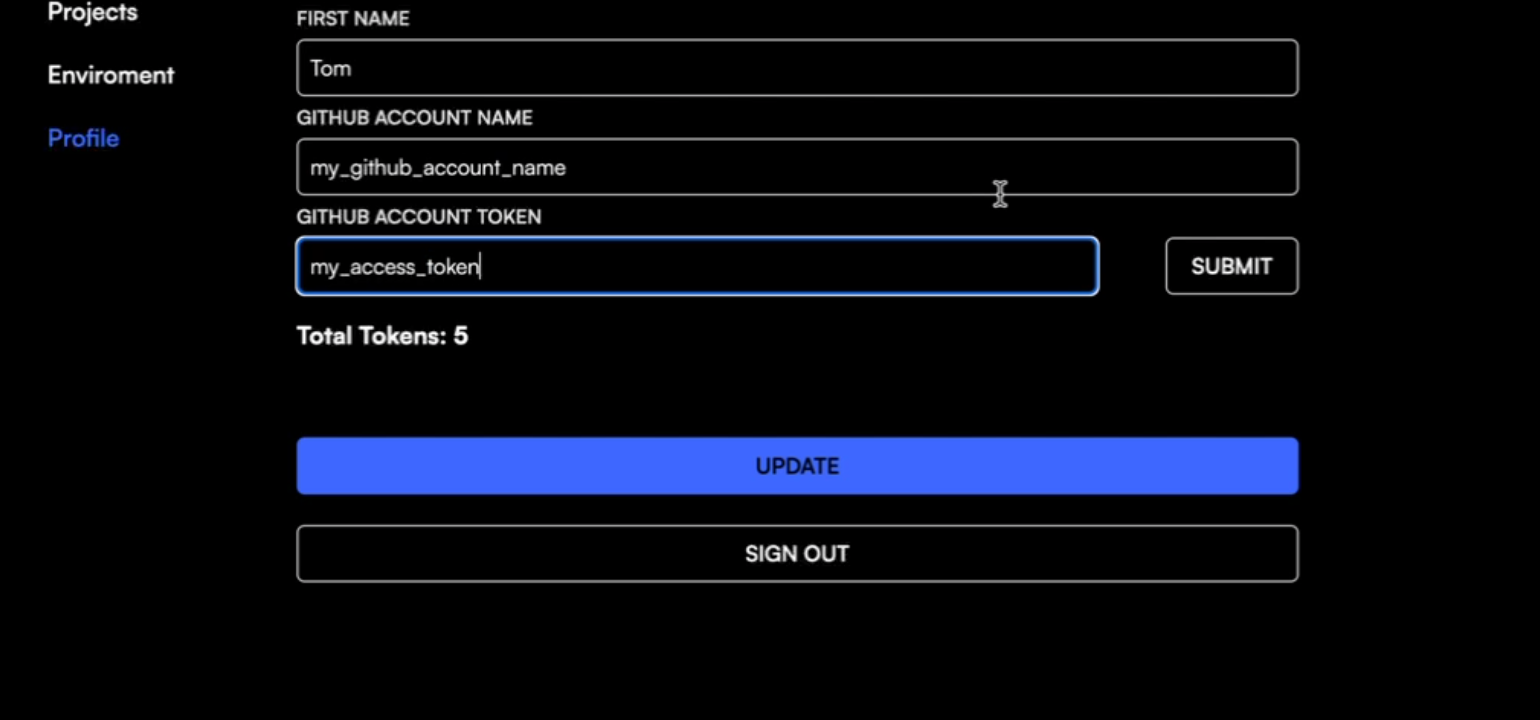 Projects
Enviroment
Profile
FIRST NAME
Tom
GITHUB ACCOUNT NAME
my_github_account_name
GITHUB ACCOUNT TOKEN
my_access_token
SUBMIT
Total Tokens: 5
UPDATE
SIGN OUT